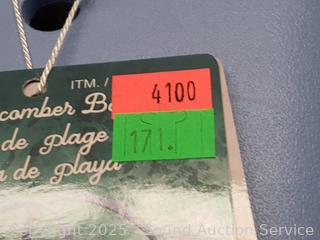 ITM. /
4100
comber B
171.
de plage
n de playa
Copyright 2025 - Sound Auction Service